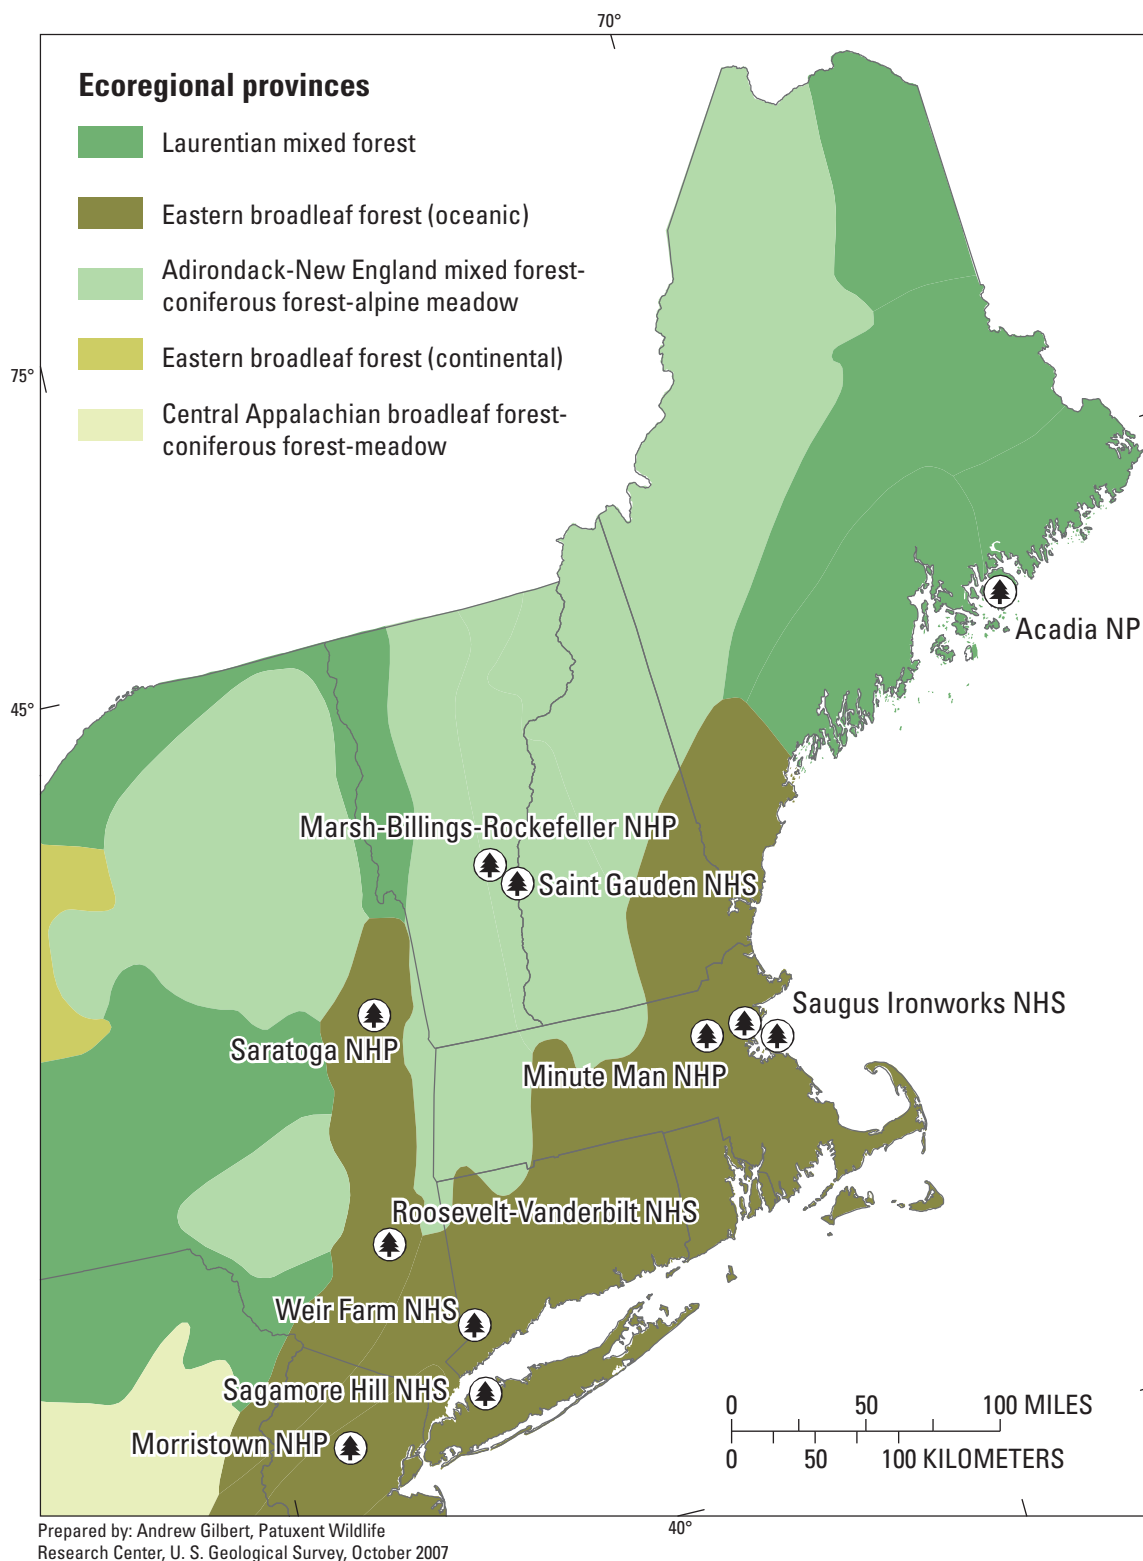 70°
Ecoregional provinces
Laurentian mixed forest
Eastern broadleaf forest (oceanic)
Adirondack-New England mixed forest-
coniferous forest-alpine meadow
Eastern broadleaf forest (continental)
75°
Central Appalachian broadleaf forest-
coniferous forest-meadow
Acadia NP
45°
Marsh-Billings-Rockefeller NHP
Saint Gauden NHS
Saugus Ironworks NHS
Saratoga NHP
Minute Man NHP
Roosevelt-Vanderbilt NHS
Weir Farm NHS
Sagamore Hill NHS
Morristown NHP
0 50 100 MILES
0 50 100 KILOMETERS
40°
Prepared by: Andrew Gilbert, Patuxent Wildlife
Research Center, U. S. Geological Survey, October 2007